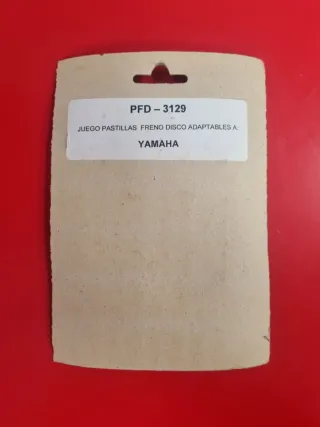 PFD – 3129
JUEGO PASTILLAS FRENO DISCO ADAPTABLES A:
YAMAHA